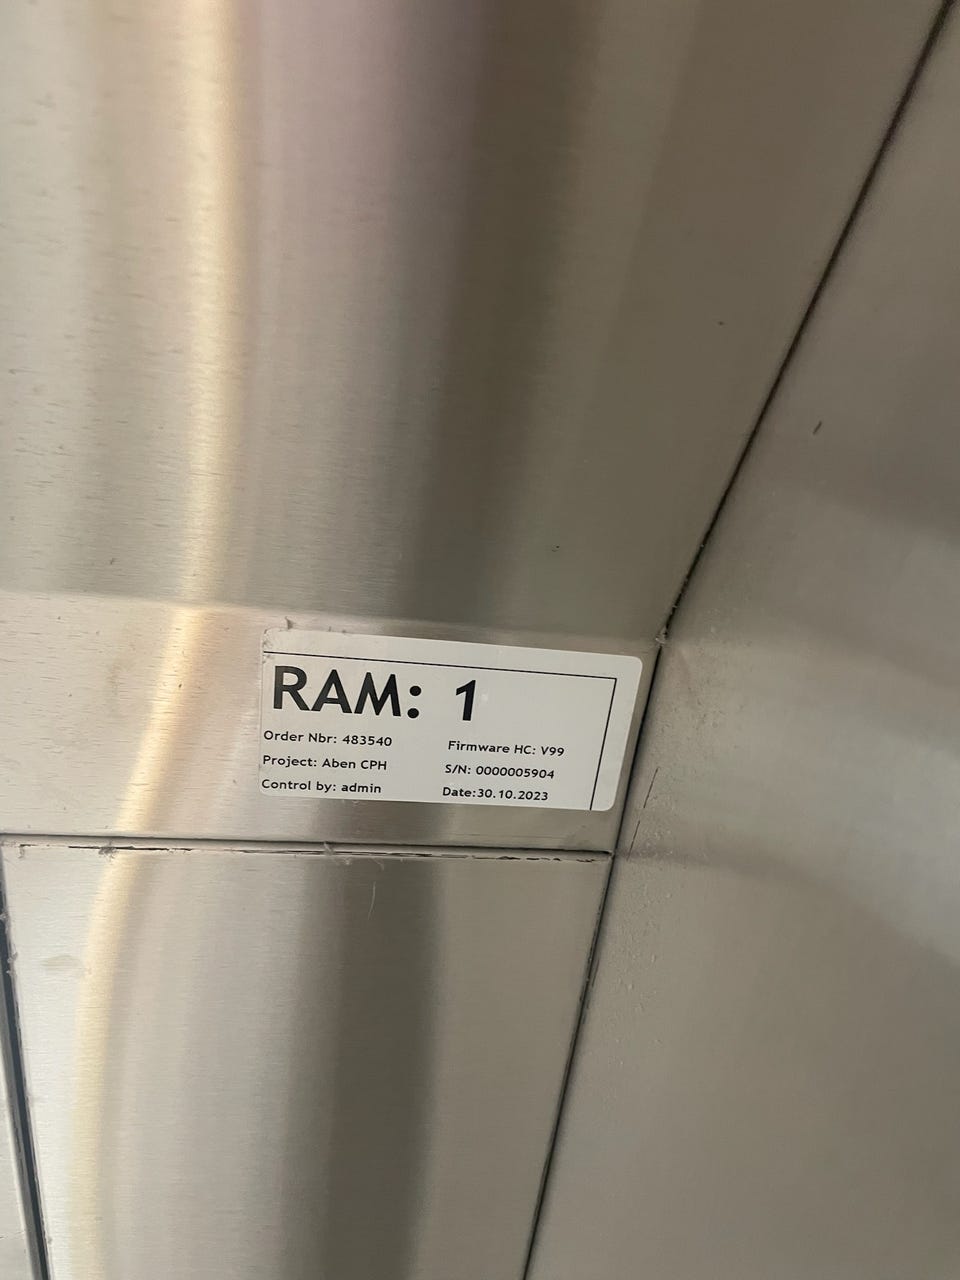 RAM: 1
Order Nbr: 483540
Firmware HC: V99
Project: Aben CPH
S/N: 0000005904
Control by: admin
Date:30.10.2023